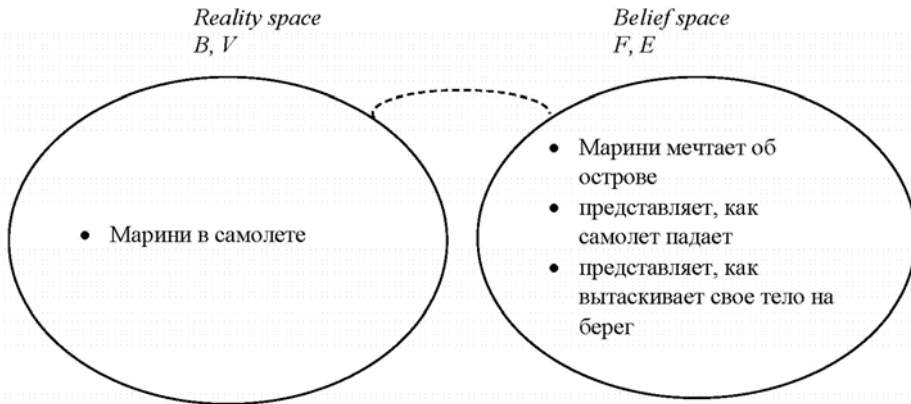 Reality space
B, V
Belief space
F, E
• Марини в самолете
• Марини мечтает об
острове
• представляет, как
самолет падает
• представляет, как
вытаскивает свое тело на
берег